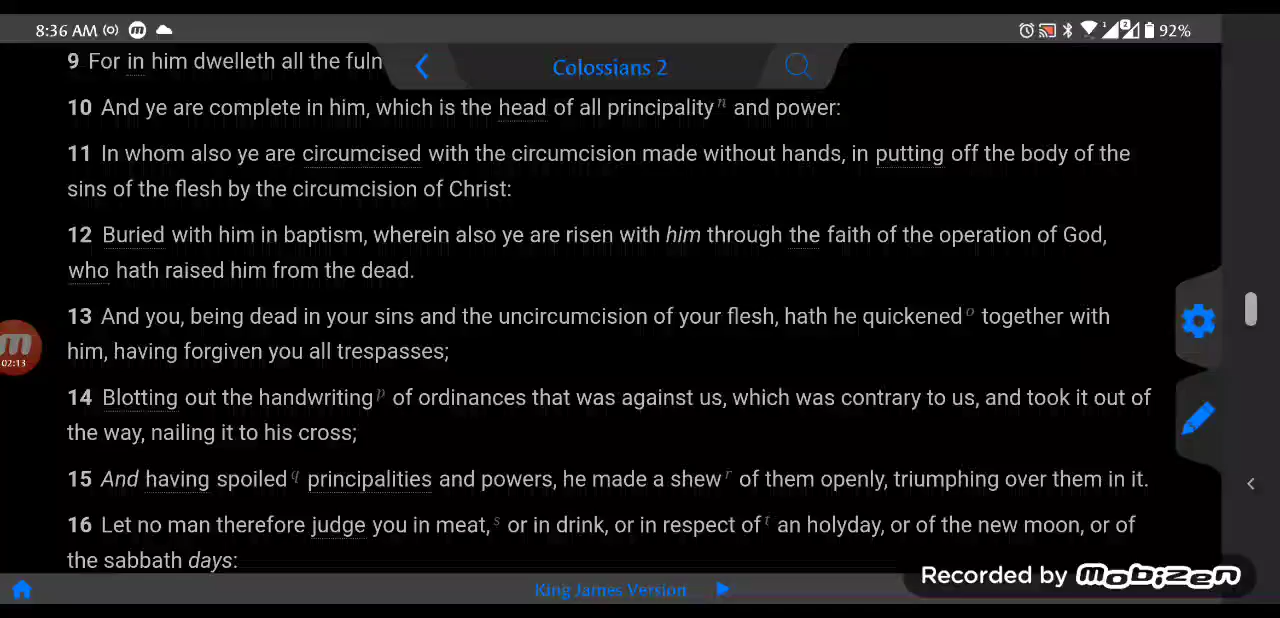 8:36 AM
92%
9 For in him dwelleth all the fuln
Colossians 2
10 And ye are complete in him, which is the head of all principality n and power:
11 In whom also ye are circumcised with the circumcision made without hands, in putting off the body of the
sins of the flesh by the circumcision of Christ:
12 Buried with him in baptism, wherein also ye are risen with him through the faith of the operation of God,
who hath raised him from the dead.
13 And you, being dead in your sins and the uncircumcision of your flesh, hath he quickened o together with
him, having forgiven you all trespasses;
02:13
14 Blotting out the handwriting p of ordinances that was against us, which was contrary to us, and took it out of
the way, nailing it to his cross;
15 And having spoiled q principalities and powers, he made a shew r of them openly, triumphing over them in it.
16 Let no man therefore judge you in meat, s or in drink, or in respect of t an holyday, or of the new moon, or of
the sabbath days:
King James Version
Recorded by mobizen